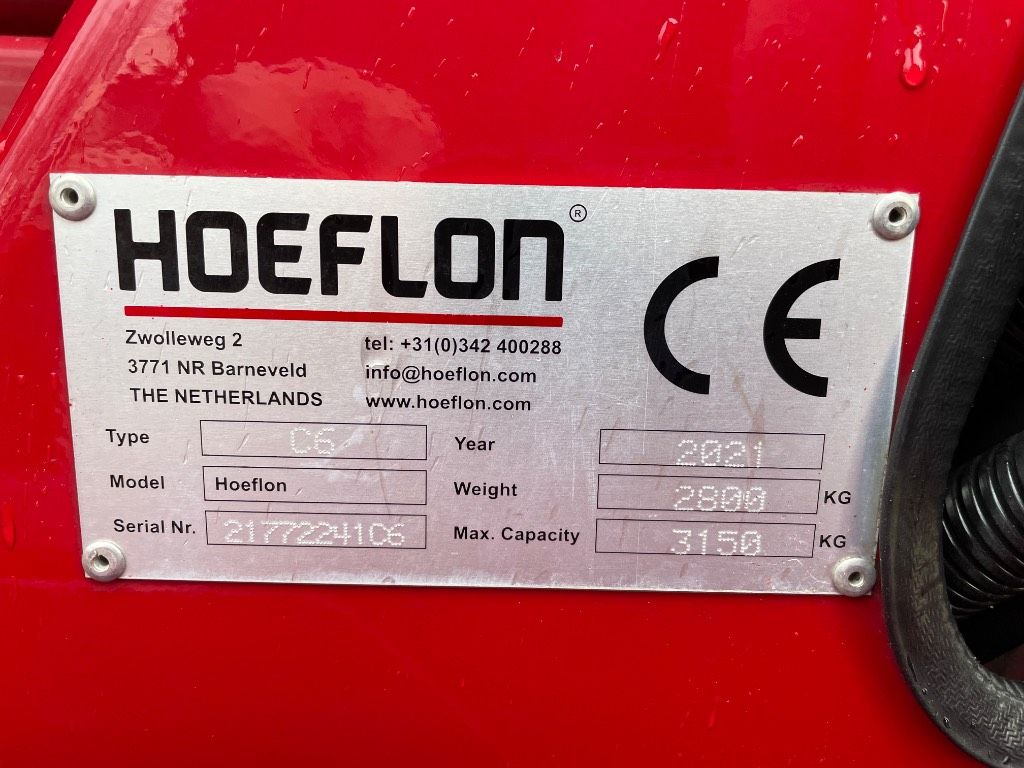 HOEFLON ®
CE
Zwolleweg 2
3771 NR Barneveld
THE NETHERLANDS
tel: +31(0)342 400288
info@hoeflon.com
www.hoeflon.com
Type C6
Model Hoeflon
Serial Nr. 2177224106
Year 2021
Weight 2800 KG
Max. Capacity 3150 KG